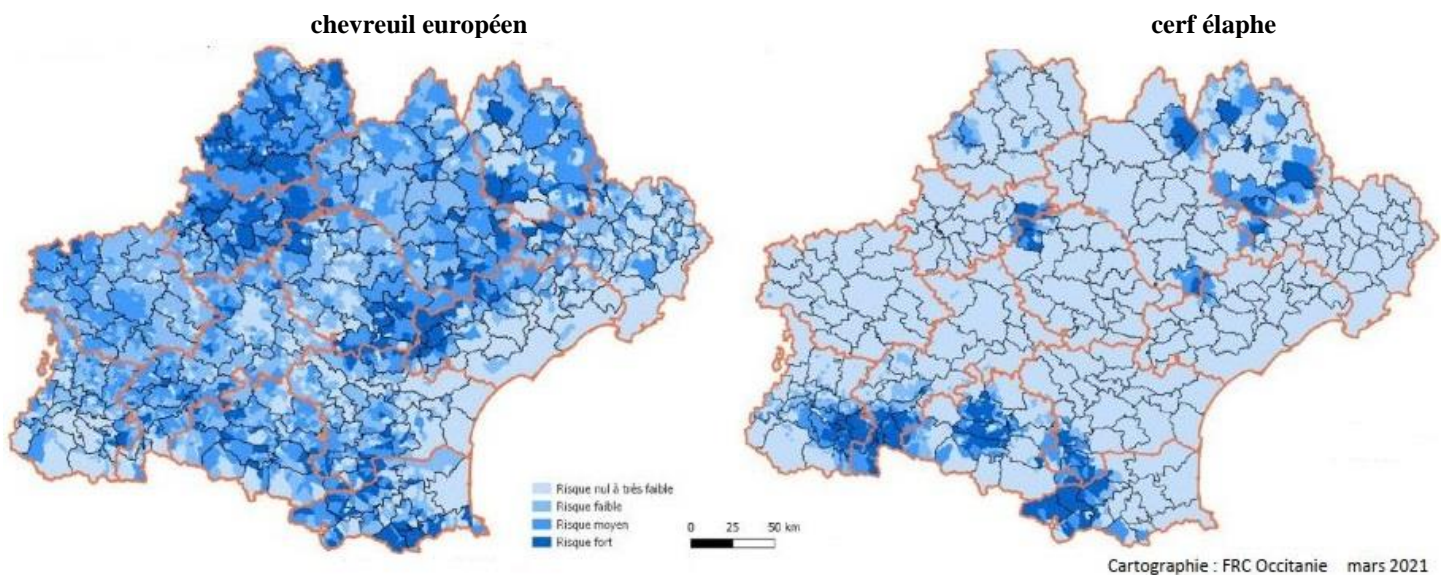 chevreuil européen
cerf élaphe
Risque nul à très faible
Risque faible
Risque moyen
Risque fort
0 25 50 km
Cartographie : FRC Occitanie mars 2021